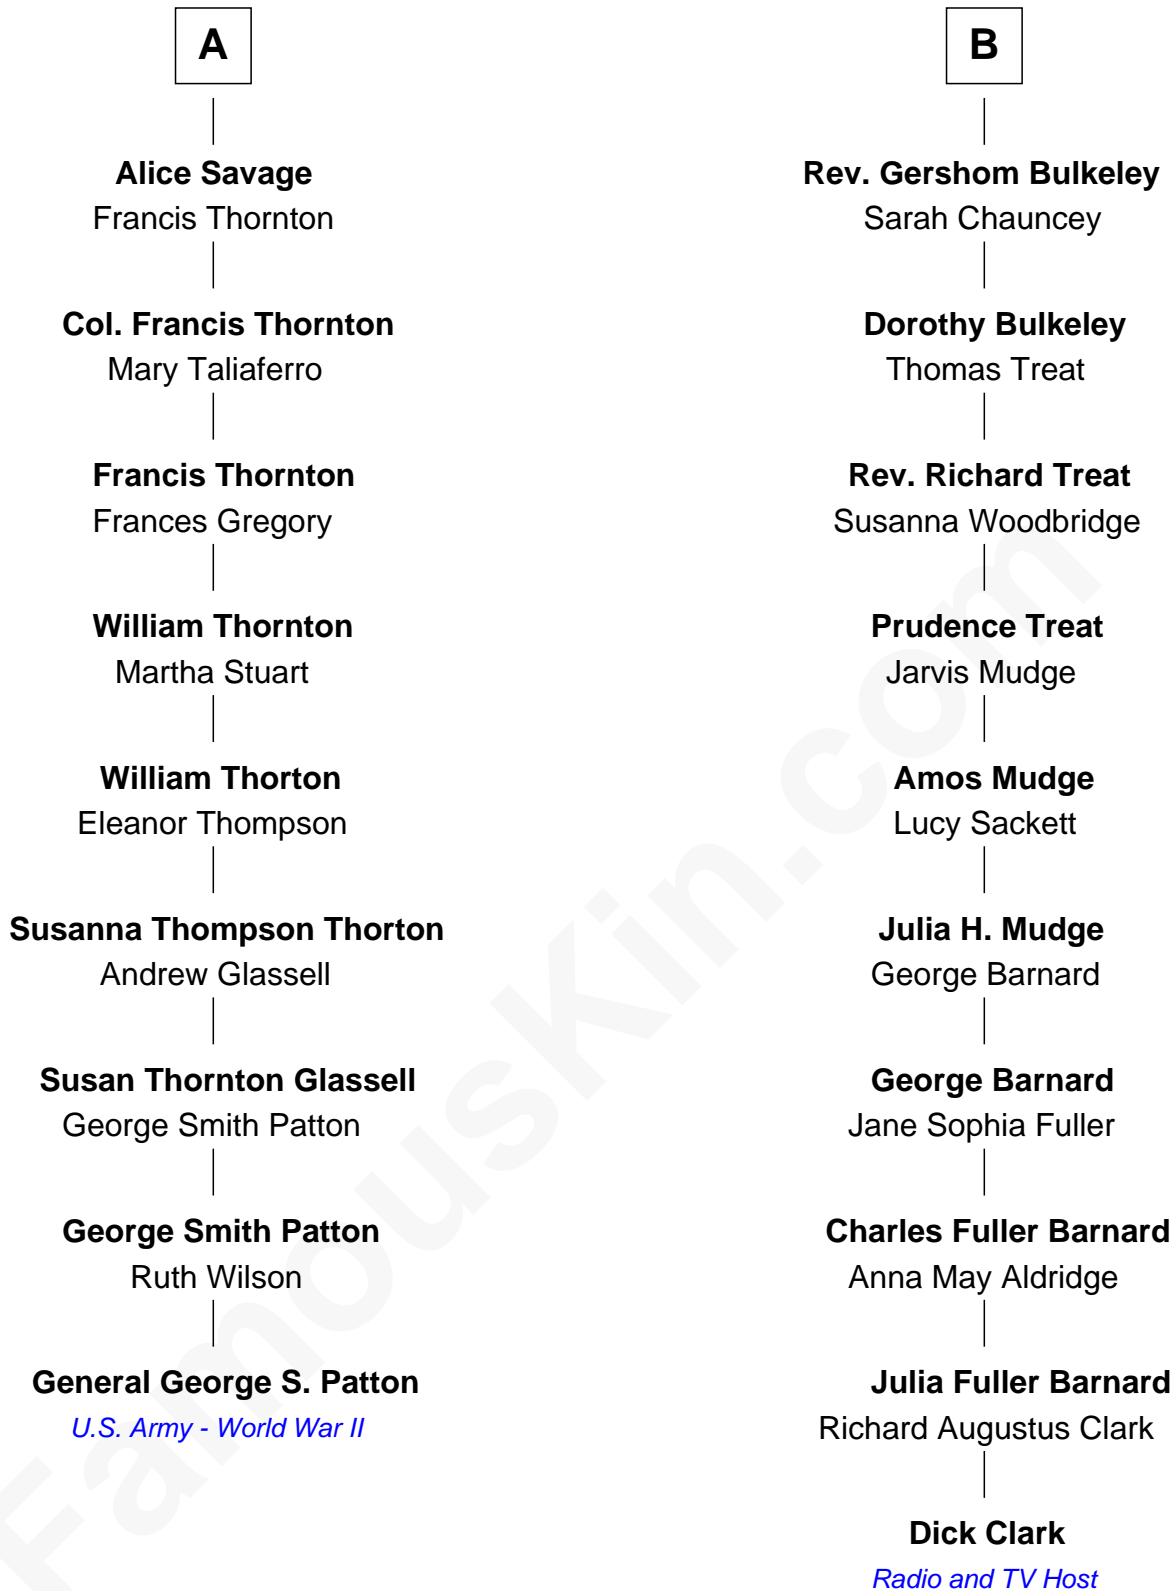 A
Alice Savage
Francis Thornton
Col. Francis Thornton
Mary Taliaferro
Francis Thornton
Frances Gregory
William Thornton
Martha Stuart
William Thorton
Eleanor Thompson
Susanna Thompson Thorton
Andrew Glassell
Susan Thornton Glassell
George Smith Patton
George Smith Patton
Ruth Wilson
General George S. Patton
U.S. Army - World War II
B
Rev. Gershom Bulkeley
Sarah Chauncey
Dorothy Bulkeley
Thomas Treat
Rev. Richard Treat
Susanna Woodbridge
Prudence Treat
Jarvis Mudge
Amos Mudge
Lucy Sackett
Julia H. Mudge
George Barnard
George Barnard
Jane Sophia Fuller
Charles Fuller Barnard
Anna May Aldridge
Julia Fuller Barnard
Richard Augustus Clark
Dick Clark
Radio and TV Host
FamousKin.com